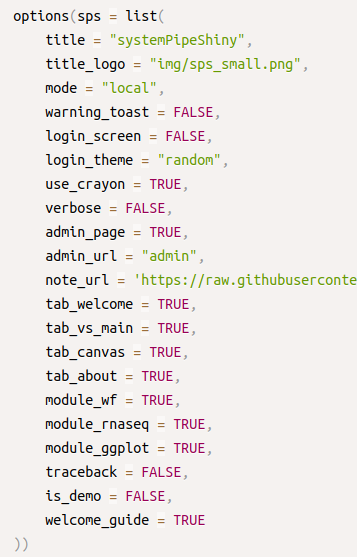 options(sps = list(
    title = "systemPipeShiny",
    title_logo = "img/sps_small.png",
    mode = "local",
    warning_toast = FALSE,
    login_screen = FALSE,
    login_theme = "random",
    use_crayon = TRUE,
    verbose = FALSE,
    admin_page = TRUE,
    admin_url = "admin",
    note_url = 'https://raw.githubuserconte
    tab_welcome = TRUE,
    tab_vs_main = TRUE,
    tab_canvas = TRUE,
    tab_about = TRUE,
    module_wf = TRUE,
    module_rnaseq = TRUE,
    module_ggplot = TRUE,
    traceback = FALSE,
    is_demo = FALSE,
    welcome_guide = TRUE
))